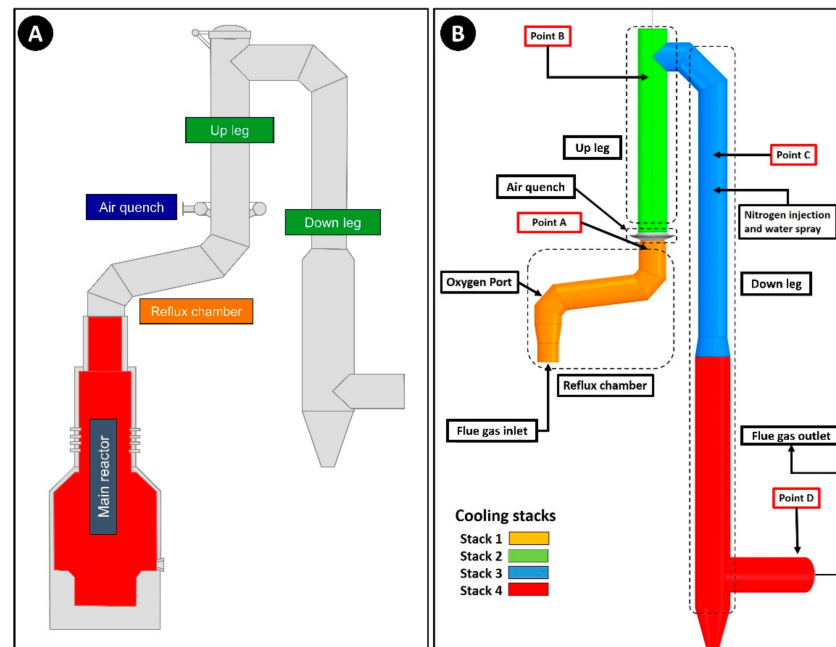 A
Up leg
Air quench
Down leg
Reflux chamber
Main reactor
B
Point B
Up leg
Air quench
Point A
Point C
Nitrogen injection
and water spray
Oxygen Port
Down leg
Reflux chamber
Flue gas inlet
Flue gas outlet
Point D
Cooling stacks
Stack 1
Stack 2
Stack 3
Stack 4